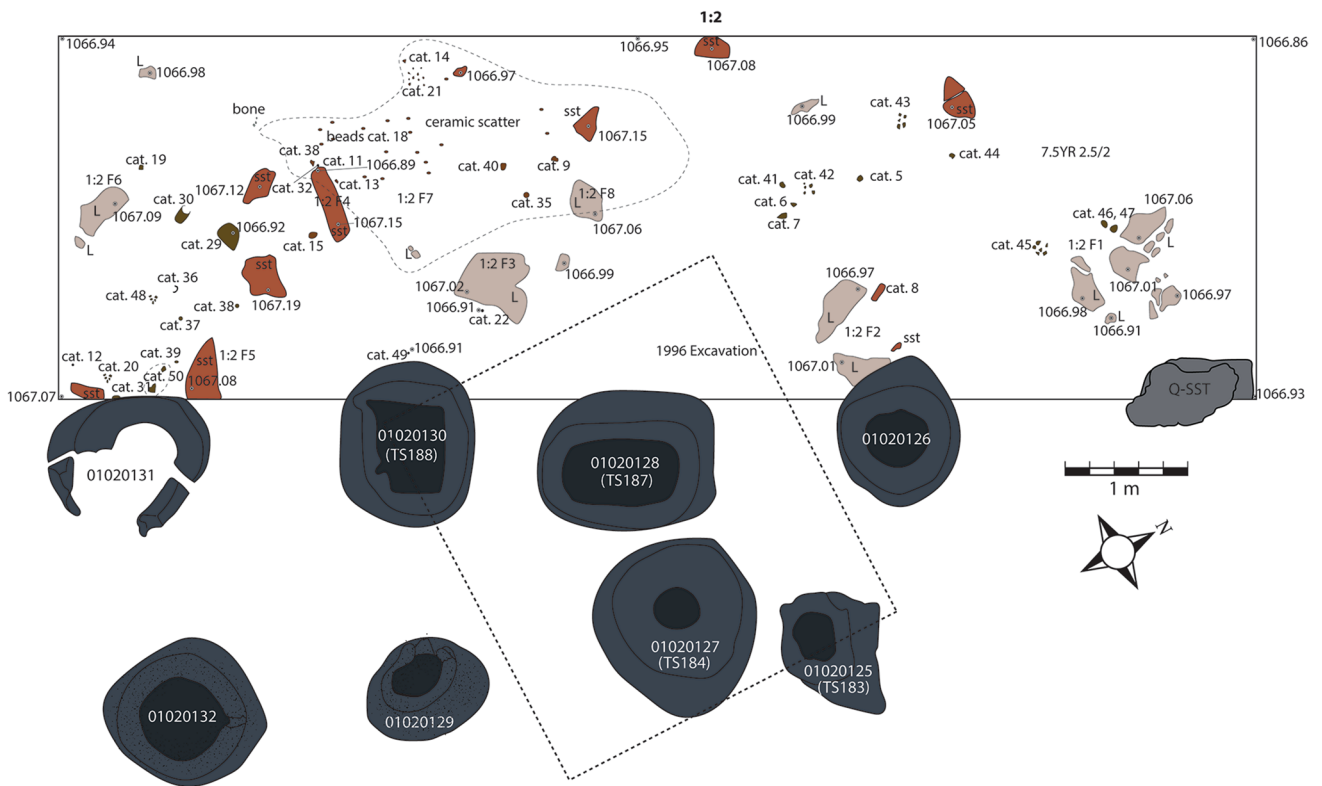 1:2
1066.94
1066.95
sst
1067.08
1066.86
L
1066.98
cat. 14
cat. 21
1066.97
bone
beads cat. 18
ceramic scatter
sst
1067.15
L
1066.99
cat. 43
sst
1067.05
cat. 44
7.5YR 2.5/2
cat. 19
cat. 38
cat. 11
1066.89
cat. 40
cat. 9
1:2 F6
1067.09
L
L
cat. 30
sst
1067.12
cat. 32
cat. 13
1:2 F4
1:2 F7
1067.15
sst
cat. 35
1:2 F8
L
1067.06
cat. 41
cat. 42
cat. 5
cat. 6
cat. 7
cat. 46, 47
1067.06
L
1066.92
cat. 29
cat. 15
L
cat. 45
1:2 F1
1067.01
cat. 36
sst
1067.19
1:2 F3
1067.02
L
1066.91
cat. 22
1066.99
1066.97
cat. 8
L
1:2 F2
L
1066.98
1066.97
L
1066.91
cat. 48
cat. 38
cat. 37
cat. 12
cat. 20
cat. 39
cat. 50
cat. 31
sst
1:2 F5
1067.08
cat. 49
1066.91
1996 Excavation
sst
1067.01
L
1067.07
sst
Q-SST
1066.93
01020131
01020130
(TS188)
01020128
(TS187)
01020126
1 m
N
01020127
(TS184)
01020125
(TS183)
01020132
01020129